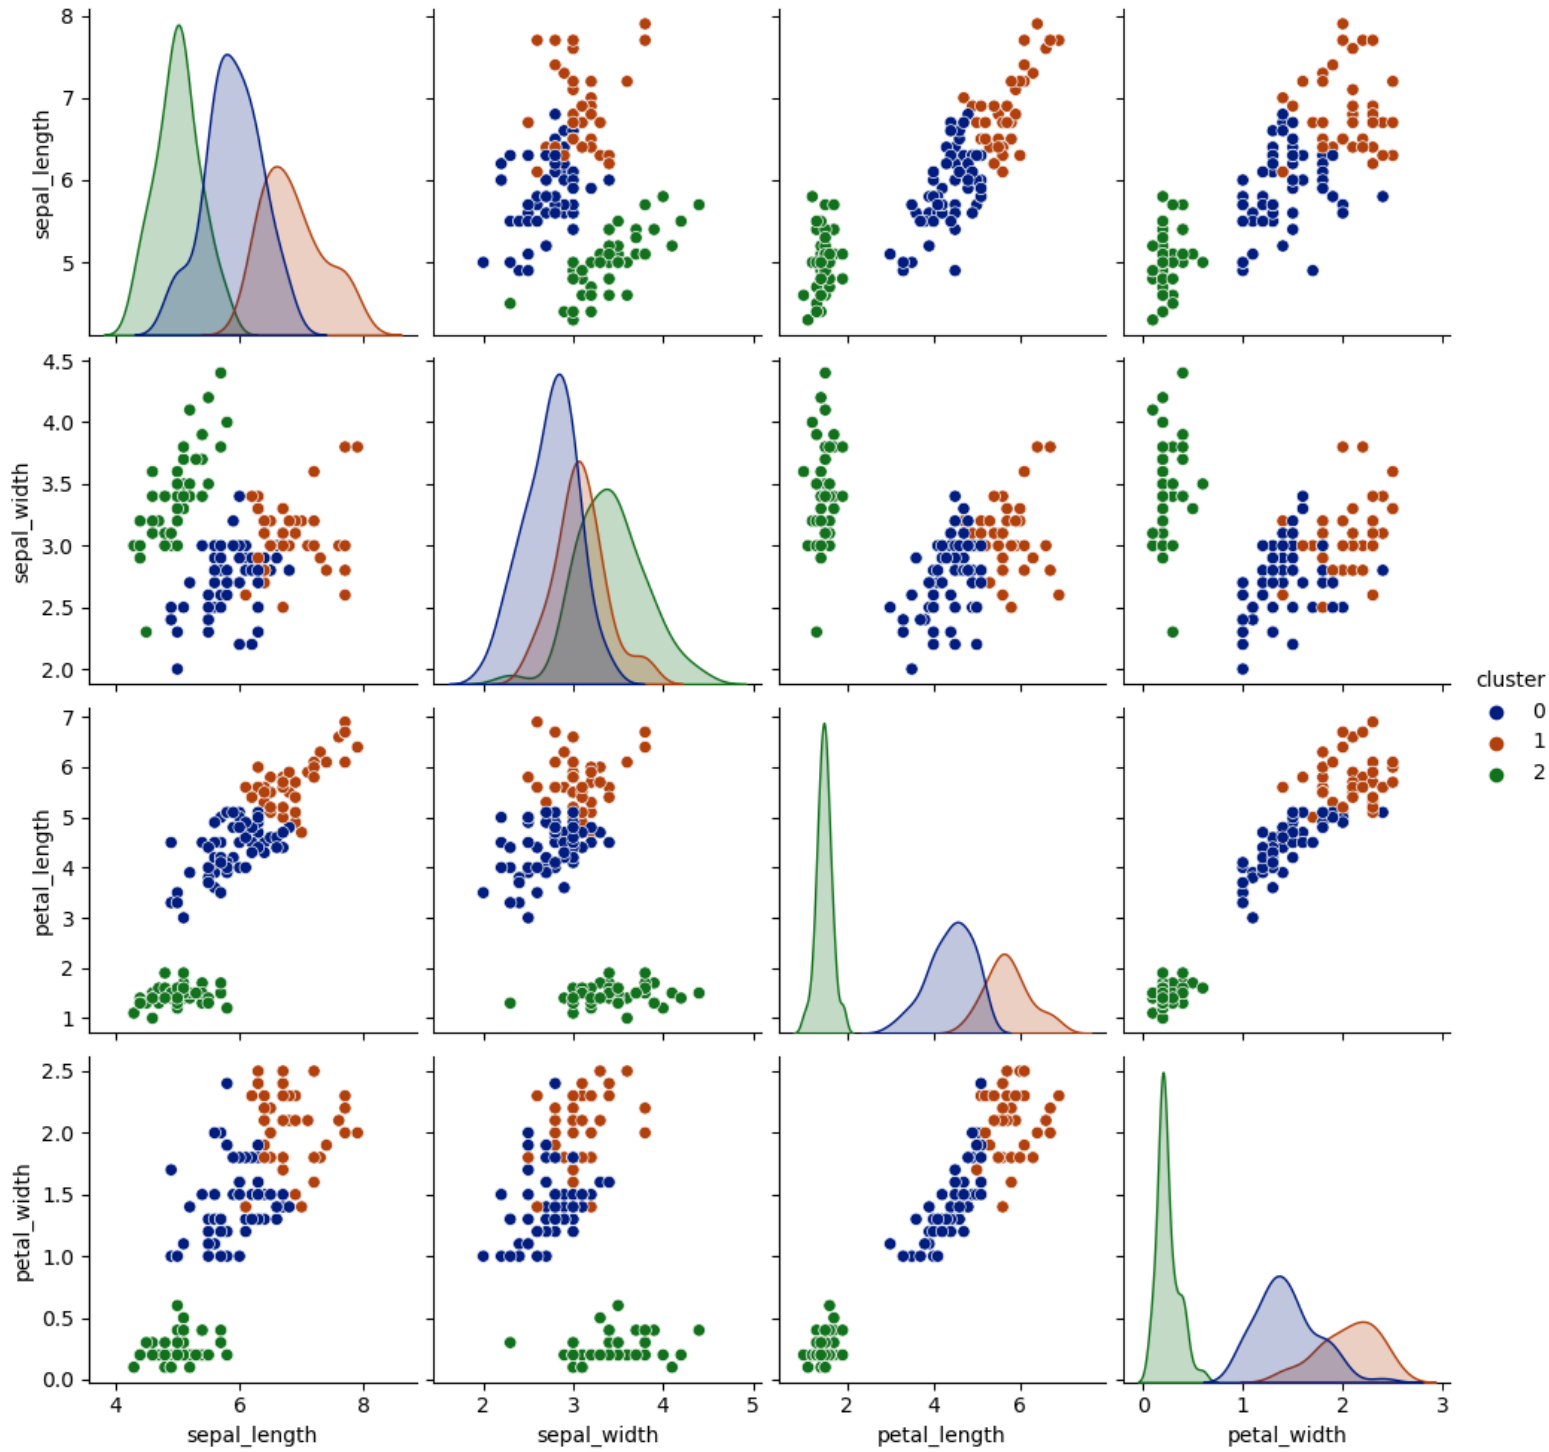 8
7
6
5
sepal_length
4.5
4.0
3.5
3.0
2.5
2.0
sepal_width
cluster
0
1
2
7
6
5
4
3
2
1
petal_length
2.5
2.0
1.5
1.0
0.5
0.0
petal_width
4 6 8
2 3 4 5
2 4 6
0 1 2 3
sepal_length sepal_width petal_length petal_width